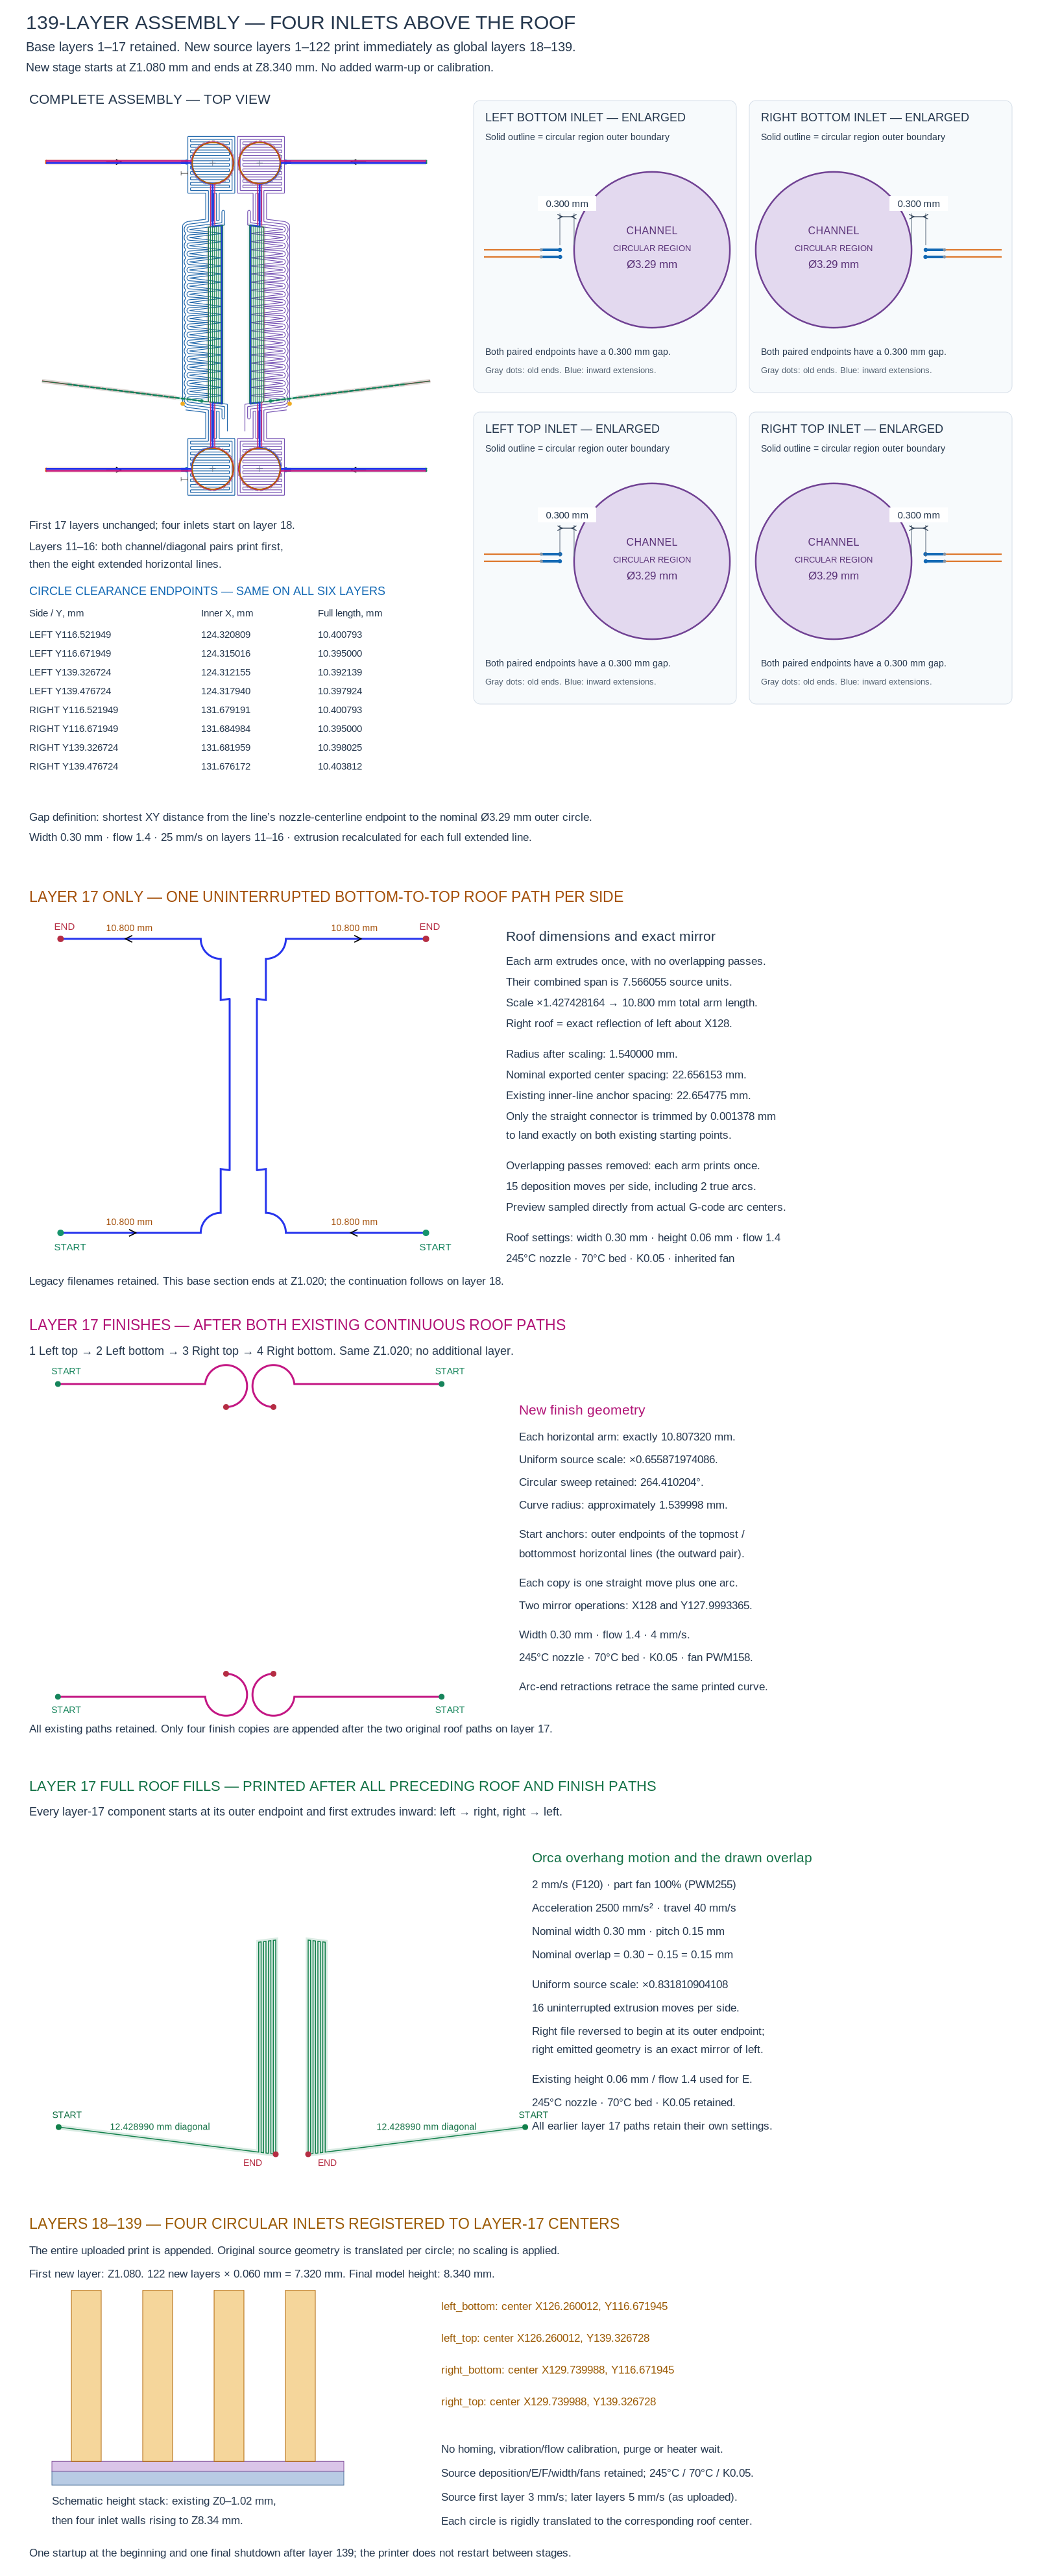 139-LAYER ASSEMBLY — FOUR INLETS ABOVE THE ROOF
Base layers 1–17 retained. New source layers 1–122 print immediately as global layers 18–139.
New stage starts at Z1.080 mm and ends at Z8.340 mm. No added warm-up or calibration.
COMPLETE ASSEMBLY — TOP VIEW
First 17 layers unchanged; four inlets start on layer 18.
Layers 11–16: both channel/diagonal pairs print first,
then the eight extended horizontal lines.
CIRCLE CLEARANCE ENDPOINTS — SAME ON ALL SIX LAYERS
Side / Y, mm Inner X, mm Full length, mm
LEFT Y116.521949 124.320809 10.400793
LEFT Y116.671949 124.315016 10.395000
LEFT Y139.326724 124.312155 10.392139
LEFT Y139.476724 124.317940 10.397924
RIGHT Y116.521949 131.679191 10.400793
RIGHT Y116.671949 131.684984 10.395000
RIGHT Y139.326724 131.681959 10.398025
RIGHT Y139.476724 131.676172 10.403812
LEFT BOTTOM INLET — ENLARGED
Solid outline = circular region outer boundary
0.300 mm
CHANNEL
CIRCULAR REGION
Ø3.29 mm
Both paired endpoints have a 0.300 mm gap.
Gray dots: old ends. Blue: inward extensions.
RIGHT BOTTOM INLET — ENLARGED
Solid outline = circular region outer boundary
0.300 mm
CHANNEL
CIRCULAR REGION
Ø3.29 mm
Both paired endpoints have a 0.300 mm gap.
Gray dots: old ends. Blue: inward extensions.
LEFT TOP INLET — ENLARGED
Solid outline = circular region outer boundary
0.300 mm
CHANNEL
CIRCULAR REGION
Ø3.29 mm
Both paired endpoints have a 0.300 mm gap.
Gray dots: old ends. Blue: inward extensions.
RIGHT TOP INLET — ENLARGED
Solid outline = circular region outer boundary
0.300 mm
CHANNEL
CIRCULAR REGION
Ø3.29 mm
Both paired endpoints have a 0.300 mm gap.
Gray dots: old ends. Blue: inward extensions.
Gap definition: shortest XY distance from the line's nozzle-centerline endpoint to the nominal Ø3.29 mm outer circle.
Width 0.30 mm · flow 1.4 · 25 mm/s on layers 11–16 · extrusion recalculated for each full extended line.
LAYER 17 ONLY — ONE UNINTERRUPTED BOTTOM-TO-TOP ROOF PATH PER SIDE
END 10.800 mm 10.800 mm END
10.800 mm 10.800 mm
START START
Roof dimensions and exact mirror
Each arm extrudes once, with no overlapping passes.
Their combined span is 7.566055 source units.
Scale ×1.427428164 → 10.800 mm total arm length.
Right roof = exact reflection of left about X128.
Radius after scaling: 1.540000 mm.
Nominal exported center spacing: 22.656153 mm.
Existing inner-line anchor spacing: 22.654775 mm.
Only the straight connector is trimmed by 0.001378 mm
to land exactly on both existing starting points.
Overlapping passes removed: each arm prints once.
15 deposition moves per side, including 2 true arcs.
Preview sampled directly from actual G-code arc centers.
Roof settings: width 0.30 mm · height 0.06 mm · flow 1.4
245°C nozzle · 70°C bed · K0.05 · inherited fan
Legacy filenames retained. This base section ends at Z1.020; the continuation follows on layer 18.
LAYER 17 FINISHES — AFTER BOTH EXISTING CONTINUOUS ROOF PATHS
1 Left top → 2 Left bottom → 3 Right top → 4 Right bottom. Same Z1.020; no additional layer.
START START
START START
New finish geometry
Each horizontal arm: exactly 10.807320 mm.
Uniform source scale: ×0.655871974086.
Circular sweep retained: 264.410204°.
Curve radius: approximately 1.539998 mm.
Start anchors: outer endpoints of the topmost /
bottommost horizontal lines (the outward pair).
Each copy is one straight move plus one arc.
Two mirror operations: X128 and Y127.9993365.
Width 0.30 mm · flow 1.4 · 4 mm/s.
245°C nozzle · 70°C bed · K0.05 · fan PWM158.
Arc-end retractions retrace the same printed curve.
All existing paths retained. Only four finish copies are appended after the two original roof paths on layer 17.
LAYER 17 FULL ROOF FILLS — PRINTED AFTER ALL PRECEDING ROOF AND FINISH PATHS
Every layer-17 component starts at its outer endpoint and first extrudes inward: left → right, right → left.
START 12.428990 mm diagonal 12.428990 mm diagonal START
END END
Orca overhang motion and the drawn overlap
2 mm/s (F120) · part fan 100% (PWM255)
Acceleration 2500 mm/s² · travel 40 mm/s
Nominal width 0.30 mm · pitch 0.15 mm
Nominal overlap = 0.30 − 0.15 = 0.15 mm
Uniform source scale: ×0.831810904108
16 uninterrupted extrusion moves per side.
Right file reversed to begin at its outer endpoint;
right emitted geometry is an exact mirror of left.
Existing height 0.06 mm / flow 1.4 used for E.
245°C nozzle · 70°C bed · K0.05 retained.
All earlier layer 17 paths retain their own settings.
LAYERS 18–139 — FOUR CIRCULAR INLETS REGISTERED TO LAYER-17 CENTERS
The entire uploaded print is appended. Original source geometry is translated per circle; no scaling is applied.
First new layer: Z1.080. 122 new layers × 0.060 mm = 7.320 mm. Final model height: 8.340 mm.
left_bottom: center X126.260012, Y116.671945
left_top: center X126.260012, Y139.326728
right_bottom: center X129.739988, Y116.671945
right_top: center X129.739988, Y139.326728
No homing, vibration/flow calibration, purge or heater wait.
Source deposition/E/F/width/fans retained; 245°C / 70°C / K0.05.
Source first layer 3 mm/s; later layers 5 mm/s (as uploaded).
Each circle is rigidly translated to the corresponding roof center.
Schematic height stack: existing Z0–1.02 mm,
then four inlet walls rising to Z8.34 mm.
One startup at the beginning and one final shutdown after layer 139; the printer does not restart between stages.